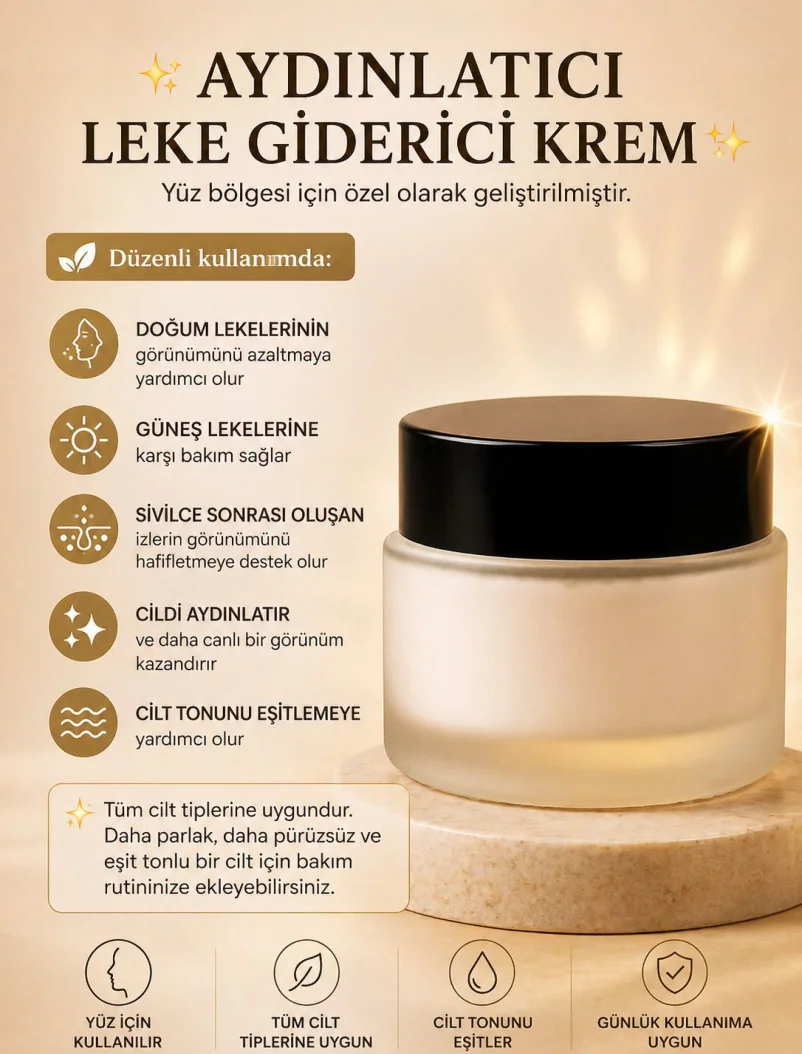 AYDINLATICI
LEKE GİDERİCİ KREM
Yüz bölgesi için özel olarak geliştirilmiştir.
Düzenli kullanımda:
DOĞUM LEKELERİNİN
görünümünü azaltmaya
yardımcı olur
GÜNEŞ LEKELERİNE
karşı bakım sağlar
SİVİLCE SONRASI OLUŞAN
izlerin görünümünü
hafifletmeye destek olur
CİLDİ AYDINLATIR
ve daha canlı bir görünüm
kazandırır
CİLT TONUNU EŞİTLEMEYE
yardımcı olur
Tüm cilt tiplerine uygundur.
Daha parlak, daha pürüzsüz ve
eşit tonlu bir cilt için bakım
rutininize ekleyebilirsiniz.
YÜZ İÇİN
KULLANILIR
TÜM CİLT
TİPLERİNE UYGUN
CİLT TONUNU
EŞİTLER
GÜNLÜK KULLANIMA
UYGUN